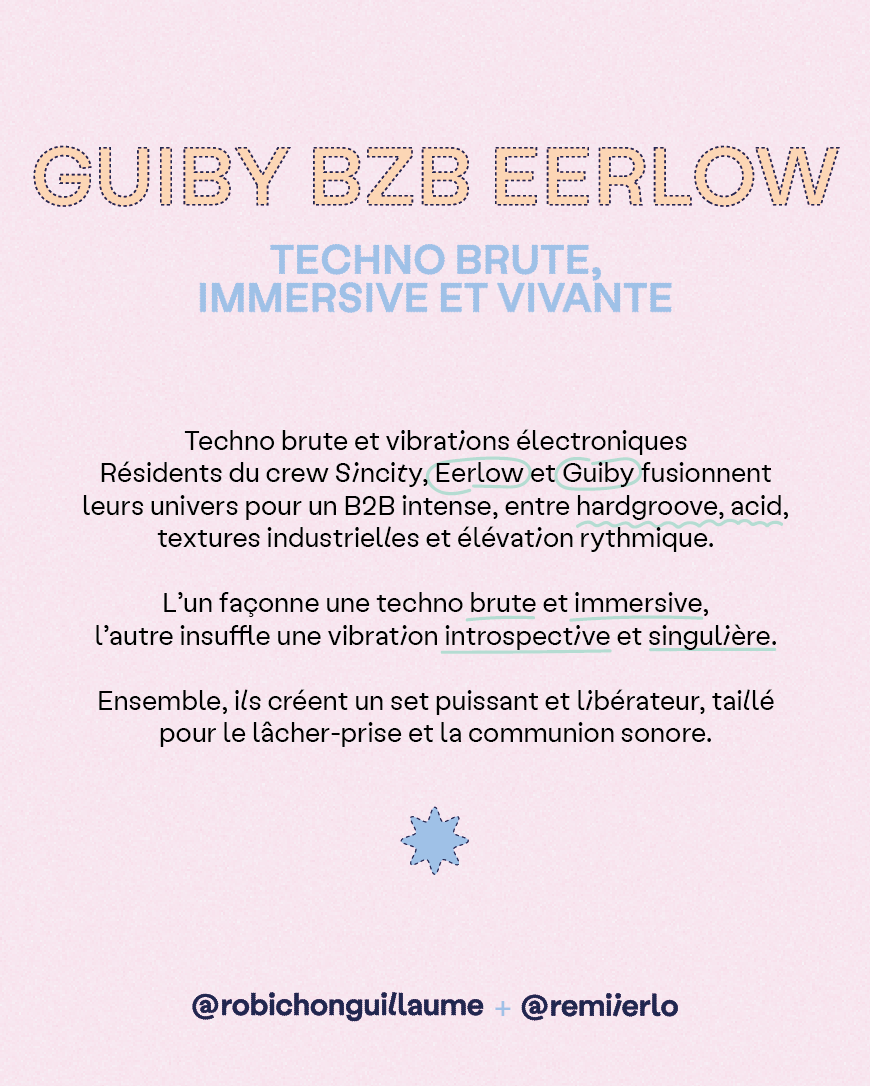 GUIBY BZB EERLOW
TECHNO BRUTE,
IMMERSIVE ET VIVANTE
Techno brute et vibrations électroniques
Résidents du crew Sincity, Eerlow et Guiby fusionnent
leurs univers pour un B2B intense, entre hardgroove, acid,
textures industrielles et élévation rythmique.
L'un façonne une techno brute et immersive,
l'autre insuffle une vibration introspective et singulière.
Ensemble, ils créent un set puissant et libérateur, taillé
pour le lâcher-prise et la communion sonore.
@robichonguillaume + @remiierlo